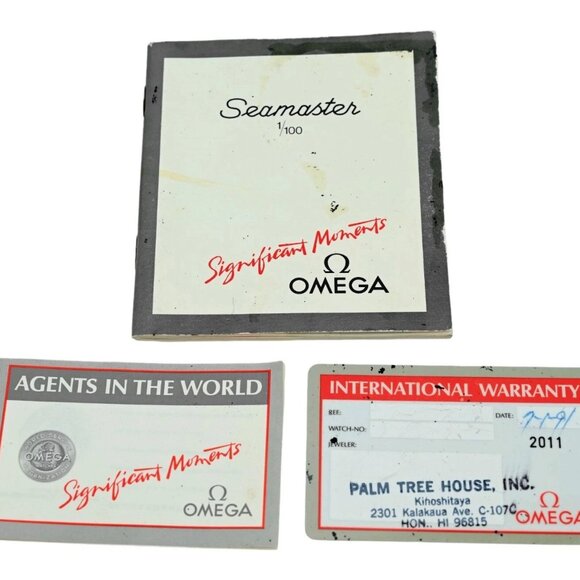 Seamaster
1/100
Significant Moments
Ω
OMEGA
AGENTS IN THE WORLD
OMEGA
Significant Moments
Ω
OMEGA
INTERNATIONAL WARRANTY
REF:
DATE:
WATCH-NO:
2011
JEWELER:
PALM TREE HOUSE, INC.
Kinoshitaya
2301 Kalakaua Ave. C-107C
HON., HI 96815
Ω
OMEGA